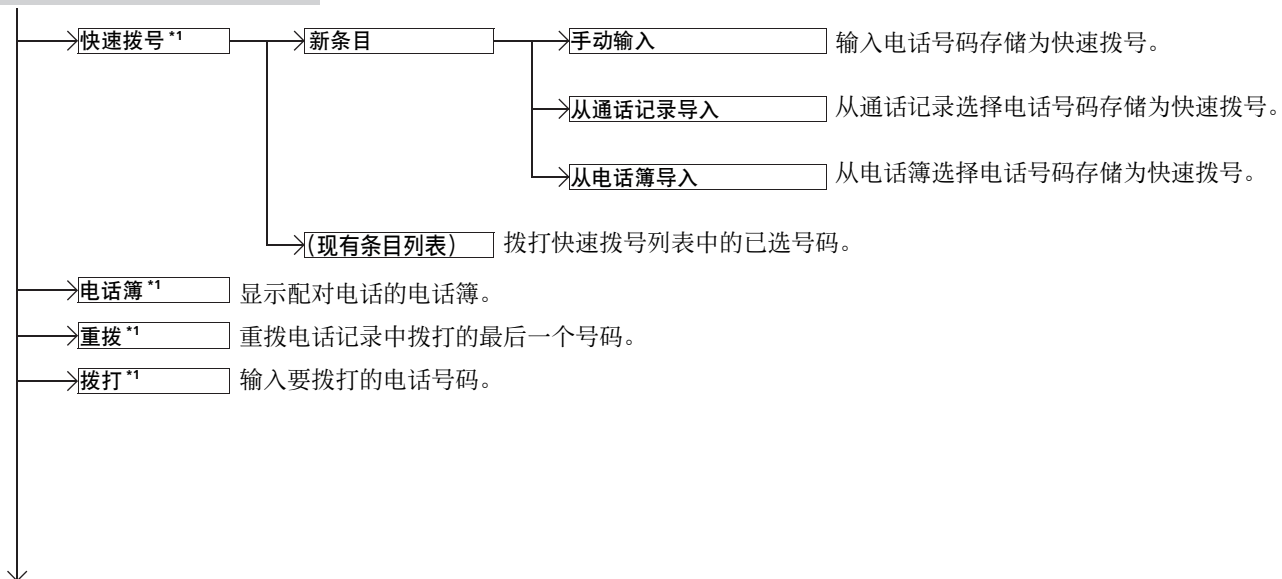 快速拨号 *1
新条目
手动输入
输入电话号码存储为快速拨号。
从通话记录导入
从通话记录选择电话号码存储为快速拨号。
从电话簿导入
从电话簿选择电话号码存储为快速拨号。
(现有条目列表)
拨打快速拨号列表中的已选号码。
电话簿 *1
显示配对电话的电话簿。
重拨 *1
重拨电话记录中拨打的最后一个号码。
拨打 *1
输入要拨打的电话号码。